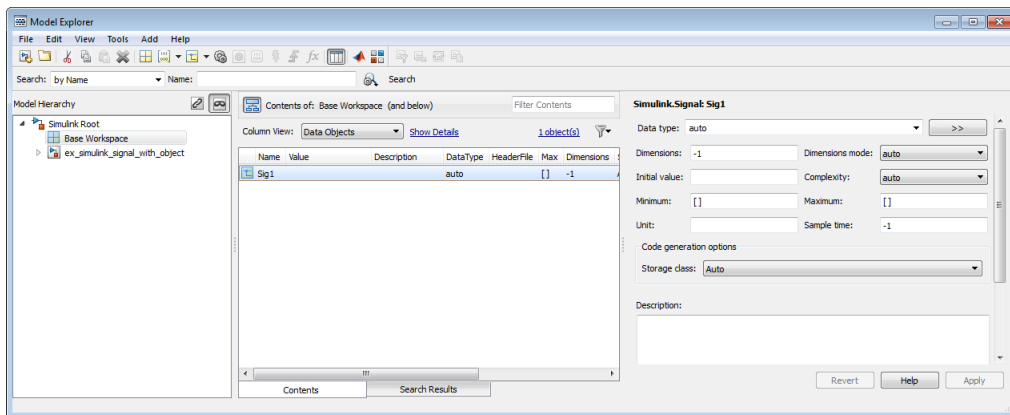 Model Explorer
File Edit View Tools Add Help
Search: by Name Name: Search
Model Hierarchy
Simulink Root
Base Workspace
ex_simulink_signal_with_object
Contents of: Base Workspace (and below) Filter Contents
Column View: Data Objects Show Details 1 object(s)
Name Value Description DataType HeaderFile Max Dimensions
Sig1 auto [] -1
Contents Search Results
Simulink.Signal: Sig1
Data type: auto >>
Dimensions: -1 Dimensions mode: auto
Initial value: Complexity: auto
Minimum: [] Maximum: []
Unit: Sample time: -1
Code generation options
Storage class: Auto
Description:
Revert Help Apply